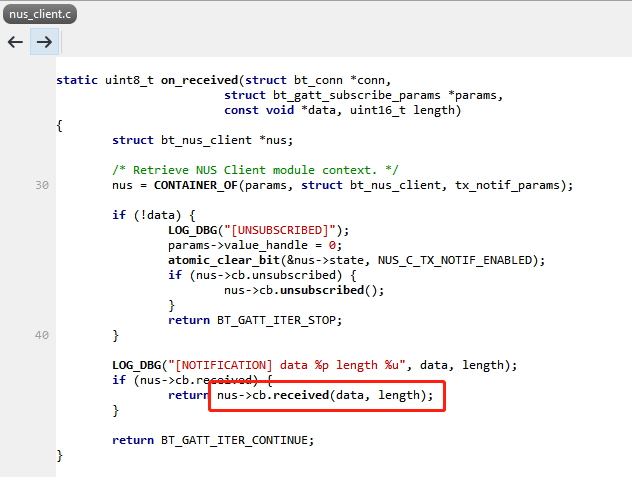 nus_client.c
static uint8_t on_received(struct bt_conn *conn,
struct bt_gatt_subscribe_params *params,
const void *data, uint16_t length)
{
struct bt_nus_client *nus;
/* Retrieve NUS Client module context. */
30 nus = CONTAINER_OF(params, struct bt_nus_client, tx_notif_params);
if (!data) {
LOG_DBG("[UNSUBSCRIBED]");
params->value_handle = 0;
atomic_clear_bit(&nus->state, NUS_C_TX_NOTIF_ENABLED);
if (nus->cb.unsubscribed) {
nus->cb.unsubscribed();
}
return BT_GATT_ITER_STOP;
40 }
LOG_DBG("[NOTIFICATION] data %p length %u", data, length);
if (nus->cb.received) {
return nus->cb.received(data, length);
}
return BT_GATT_ITER_CONTINUE;
}